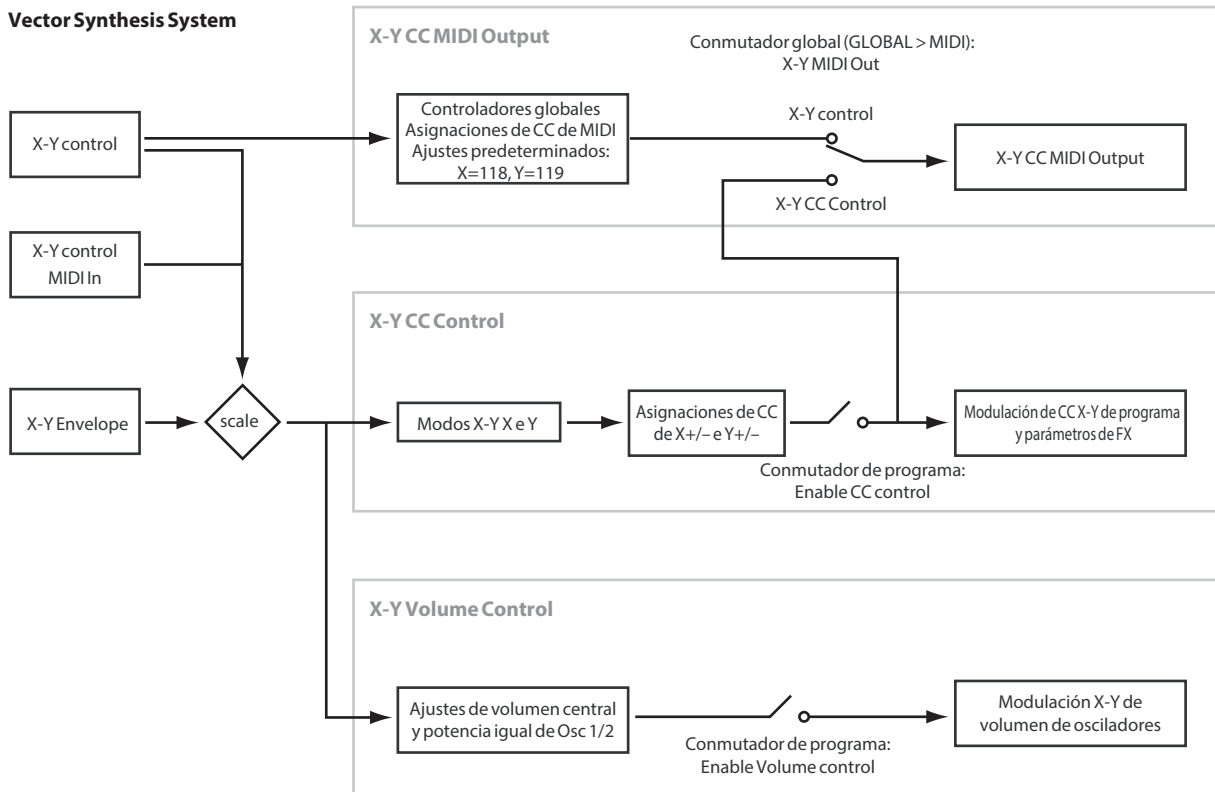 Vector Synthesis System
X-Y CC MIDI Output
Conmutador global (GLOBAL > MIDI):
X-Y MIDI Out
X-Y control
Controladores globales
Asignaciones de CC de MIDI
Ajustes predeterminados:
X=118, Y=119
X-Y control
X-Y CC Control
X-Y CC MIDI Output
X-Y control
MIDI In
X-Y CC Control
X-Y Envelope
scale
Modos X-Y X e Y
Asignaciones de CC
de X+/– e Y+/–
Conmutador de programa:
Enable CC control
Modulación de CC X-Y de programa
y parámetros de FX
X-Y Volume Control
Ajustes de volumen central
y potencia igual de Osc 1/2
Conmutador de programa:
Enable Volume control
Modulación X-Y de
volumen de osciladores